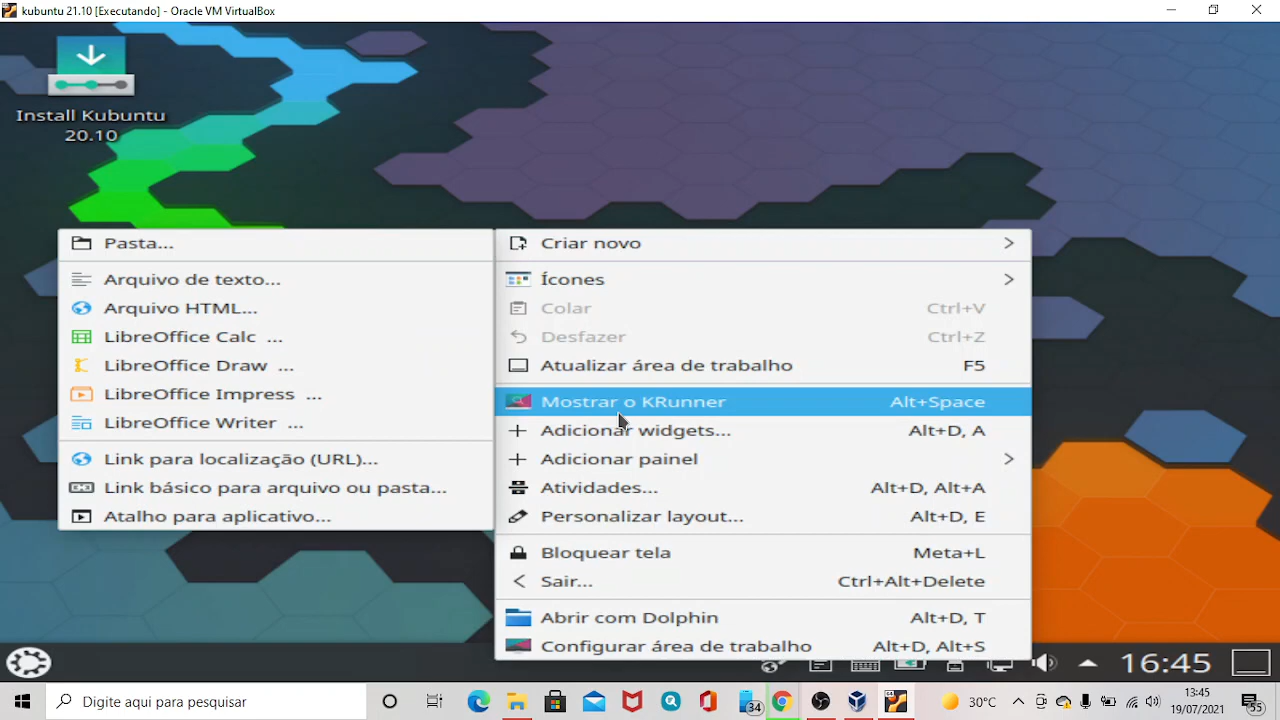 kubuntu 21.10 [Executando] - Oracle VM VirtualBox
Install Kubuntu
20.10
Pasta...
Arquivo de texto...
Arquivo HTML...
LibreOffice Calc ...
LibreOffice Draw ...
LibreOffice Impress ...
LibreOffice Writer ...
Link para localização (URL)...
Link básico para arquivo ou pasta...
Atalho para aplicativo...
Criar novo
Ícones
Colar Ctrl+V
Desfazer Ctrl+Z
Atualizar área de trabalho F5
Mostrar o KRunner Alt+Space
Adicionar widgets... Alt+D, A
Adicionar painel
Atividades... Alt+D, Alt+A
Personalizar layout... Alt+D, E
Bloquear tela Meta+L
Sair... Ctrl+Alt+Delete
Abrir com Dolphin Alt+D, T
Configurar área de trabalho Alt+D, Alt+S
16:45
Digite aqui para pesquisar
34
30°C
13:45
19/07/2021
55